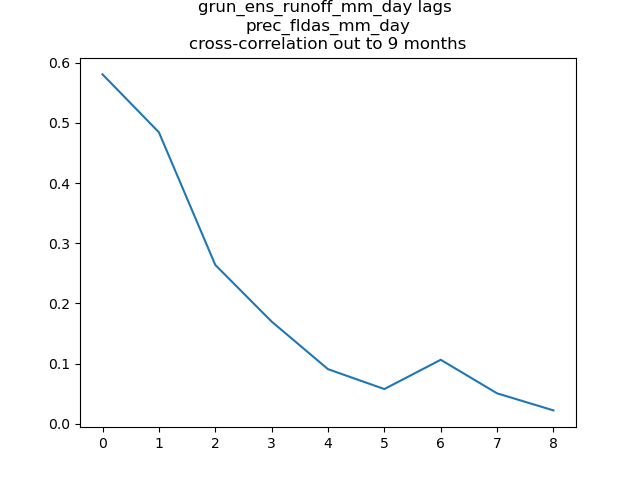 grun_ens_runoff_mm_day lags
prec_fldas_mm_day
cross-correlation out to 9 months
0.6
0.5
0.4
0.3
0.2
0.1
0.0
0 1 2 3 4 5 6 7 8